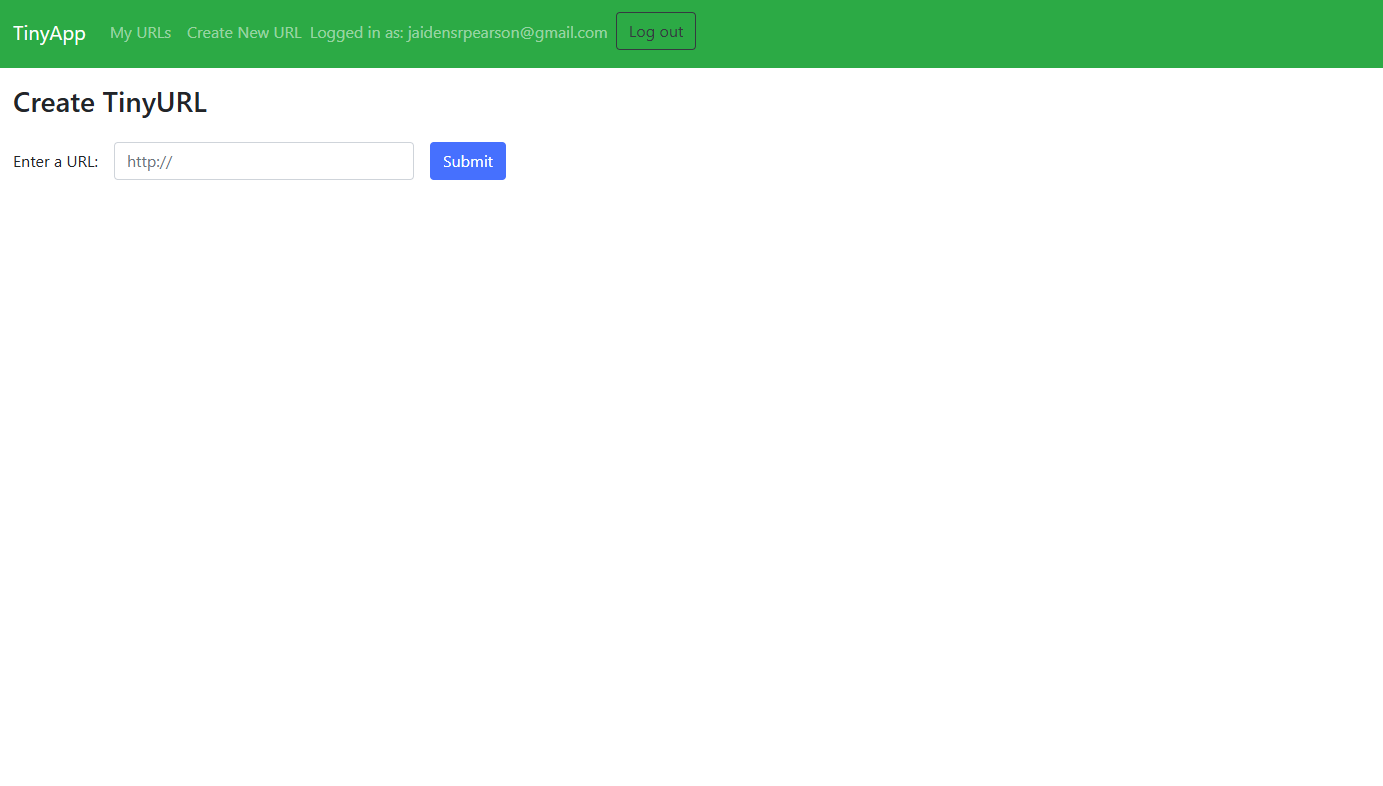 TinyApp My URLs Create New URL Logged in as: jaidensrpearson@gmail.com Log out
Create TinyURL
Enter a URL: http:// Submit